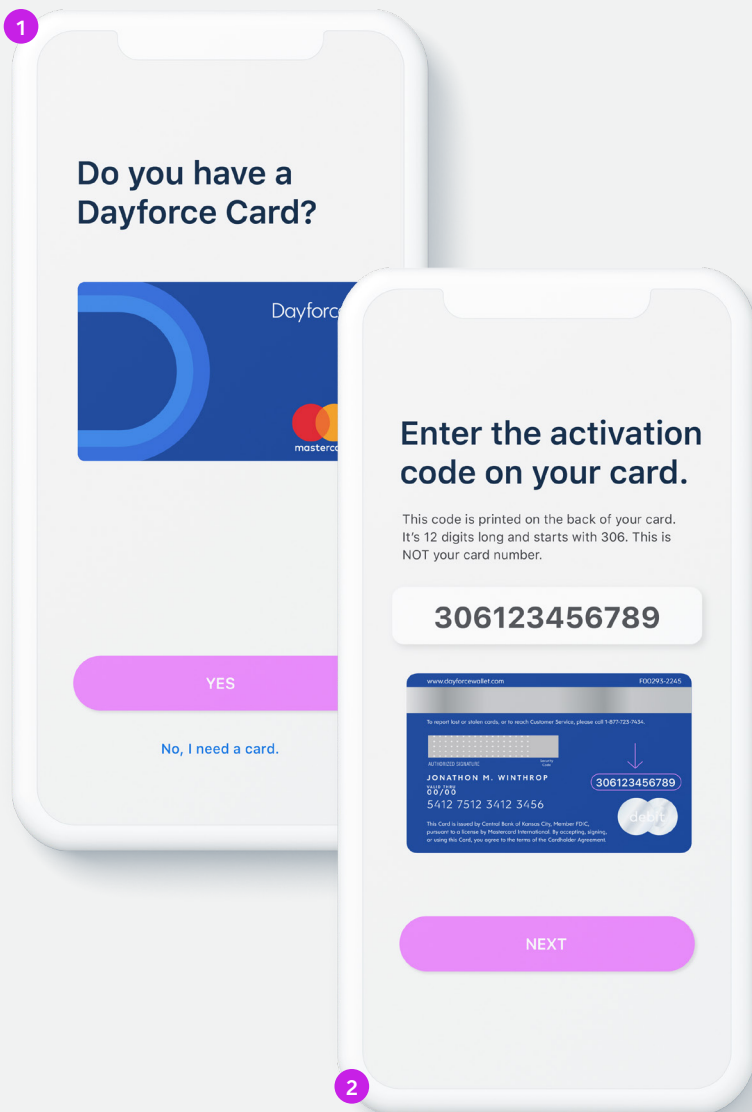 1
Do you have a
Dayforce Card?
Dayforc
masterc
YES
No, I need a card.
Enter the activation
code on your card.
This code is printed on the back of your card.
It's 12 digits long and starts with 306. This is
NOT your card number.
306123456789
www.dayforcewallet.com F00293-2245
To report lost or stolen cards, or to reach Customer Service, please call 1-877-723-7434.
AUTHORIZED SIGNATURE Security Code
JONATHON M. WINTHROP
VALID THRU
00/00
306123456789
5412 7512 3412 3456
debit
This Card is issued by Central Bank of Kansas City, Member FDIC,
pursuant to a license by Mastercard International. By accepting, signing,
or using this Card, you agree to the terms of the Cardholder Agreement.
NEXT
2